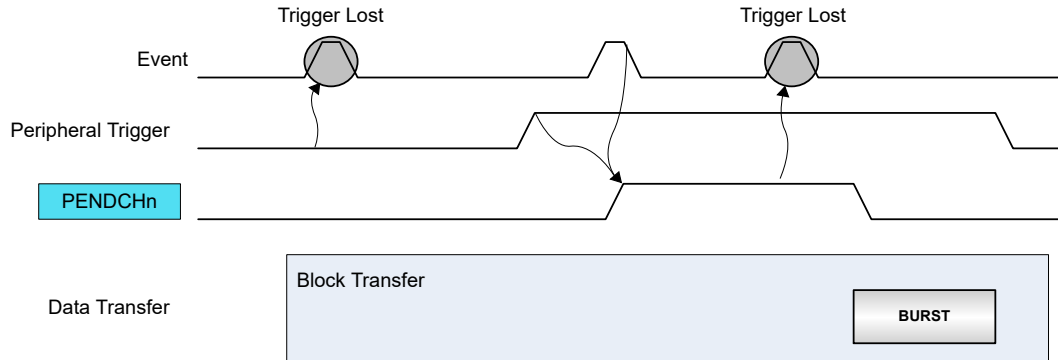 Trigger Lost
Trigger Lost
Event
Peripheral Trigger
PENDCHn
Block Transfer
Data Transfer
BURST